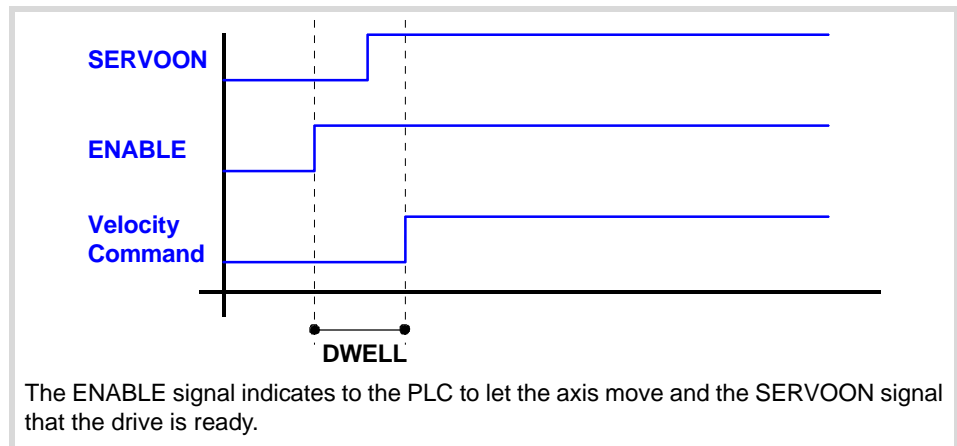 SERVOON
ENABLE
Velocity
Command
DWELL
The ENABLE signal indicates to the PLC to let the axis move and the SERVOON signal
that the drive is ready.